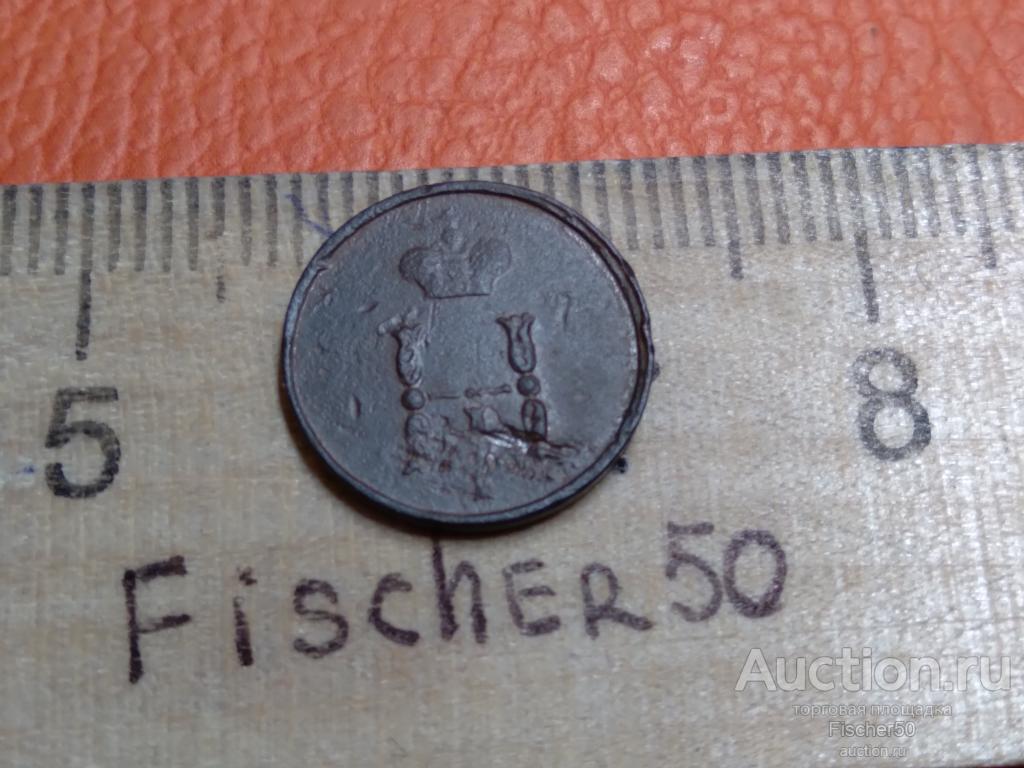 5 8
Fischer50
Auction.ru
торговая площадка
Fischer50
auction.ru